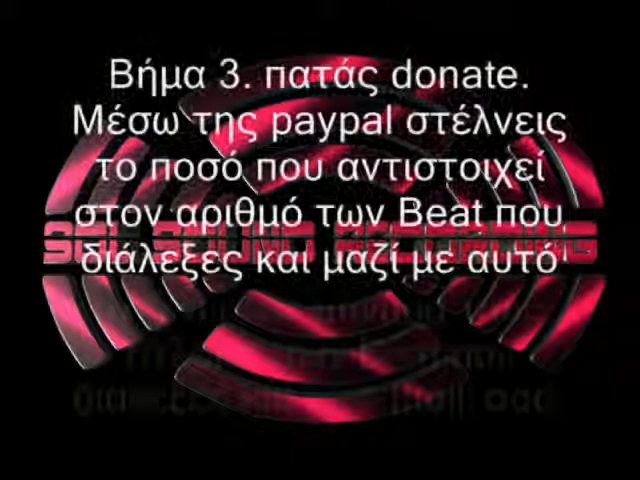 Βήμα 3. πατάς donate.
Μέσω της paypal στέλνεις
το ποσό που αντιστοιχεί
στον αριθμό των Beat που
διάλεξες και μαζί με αυτό